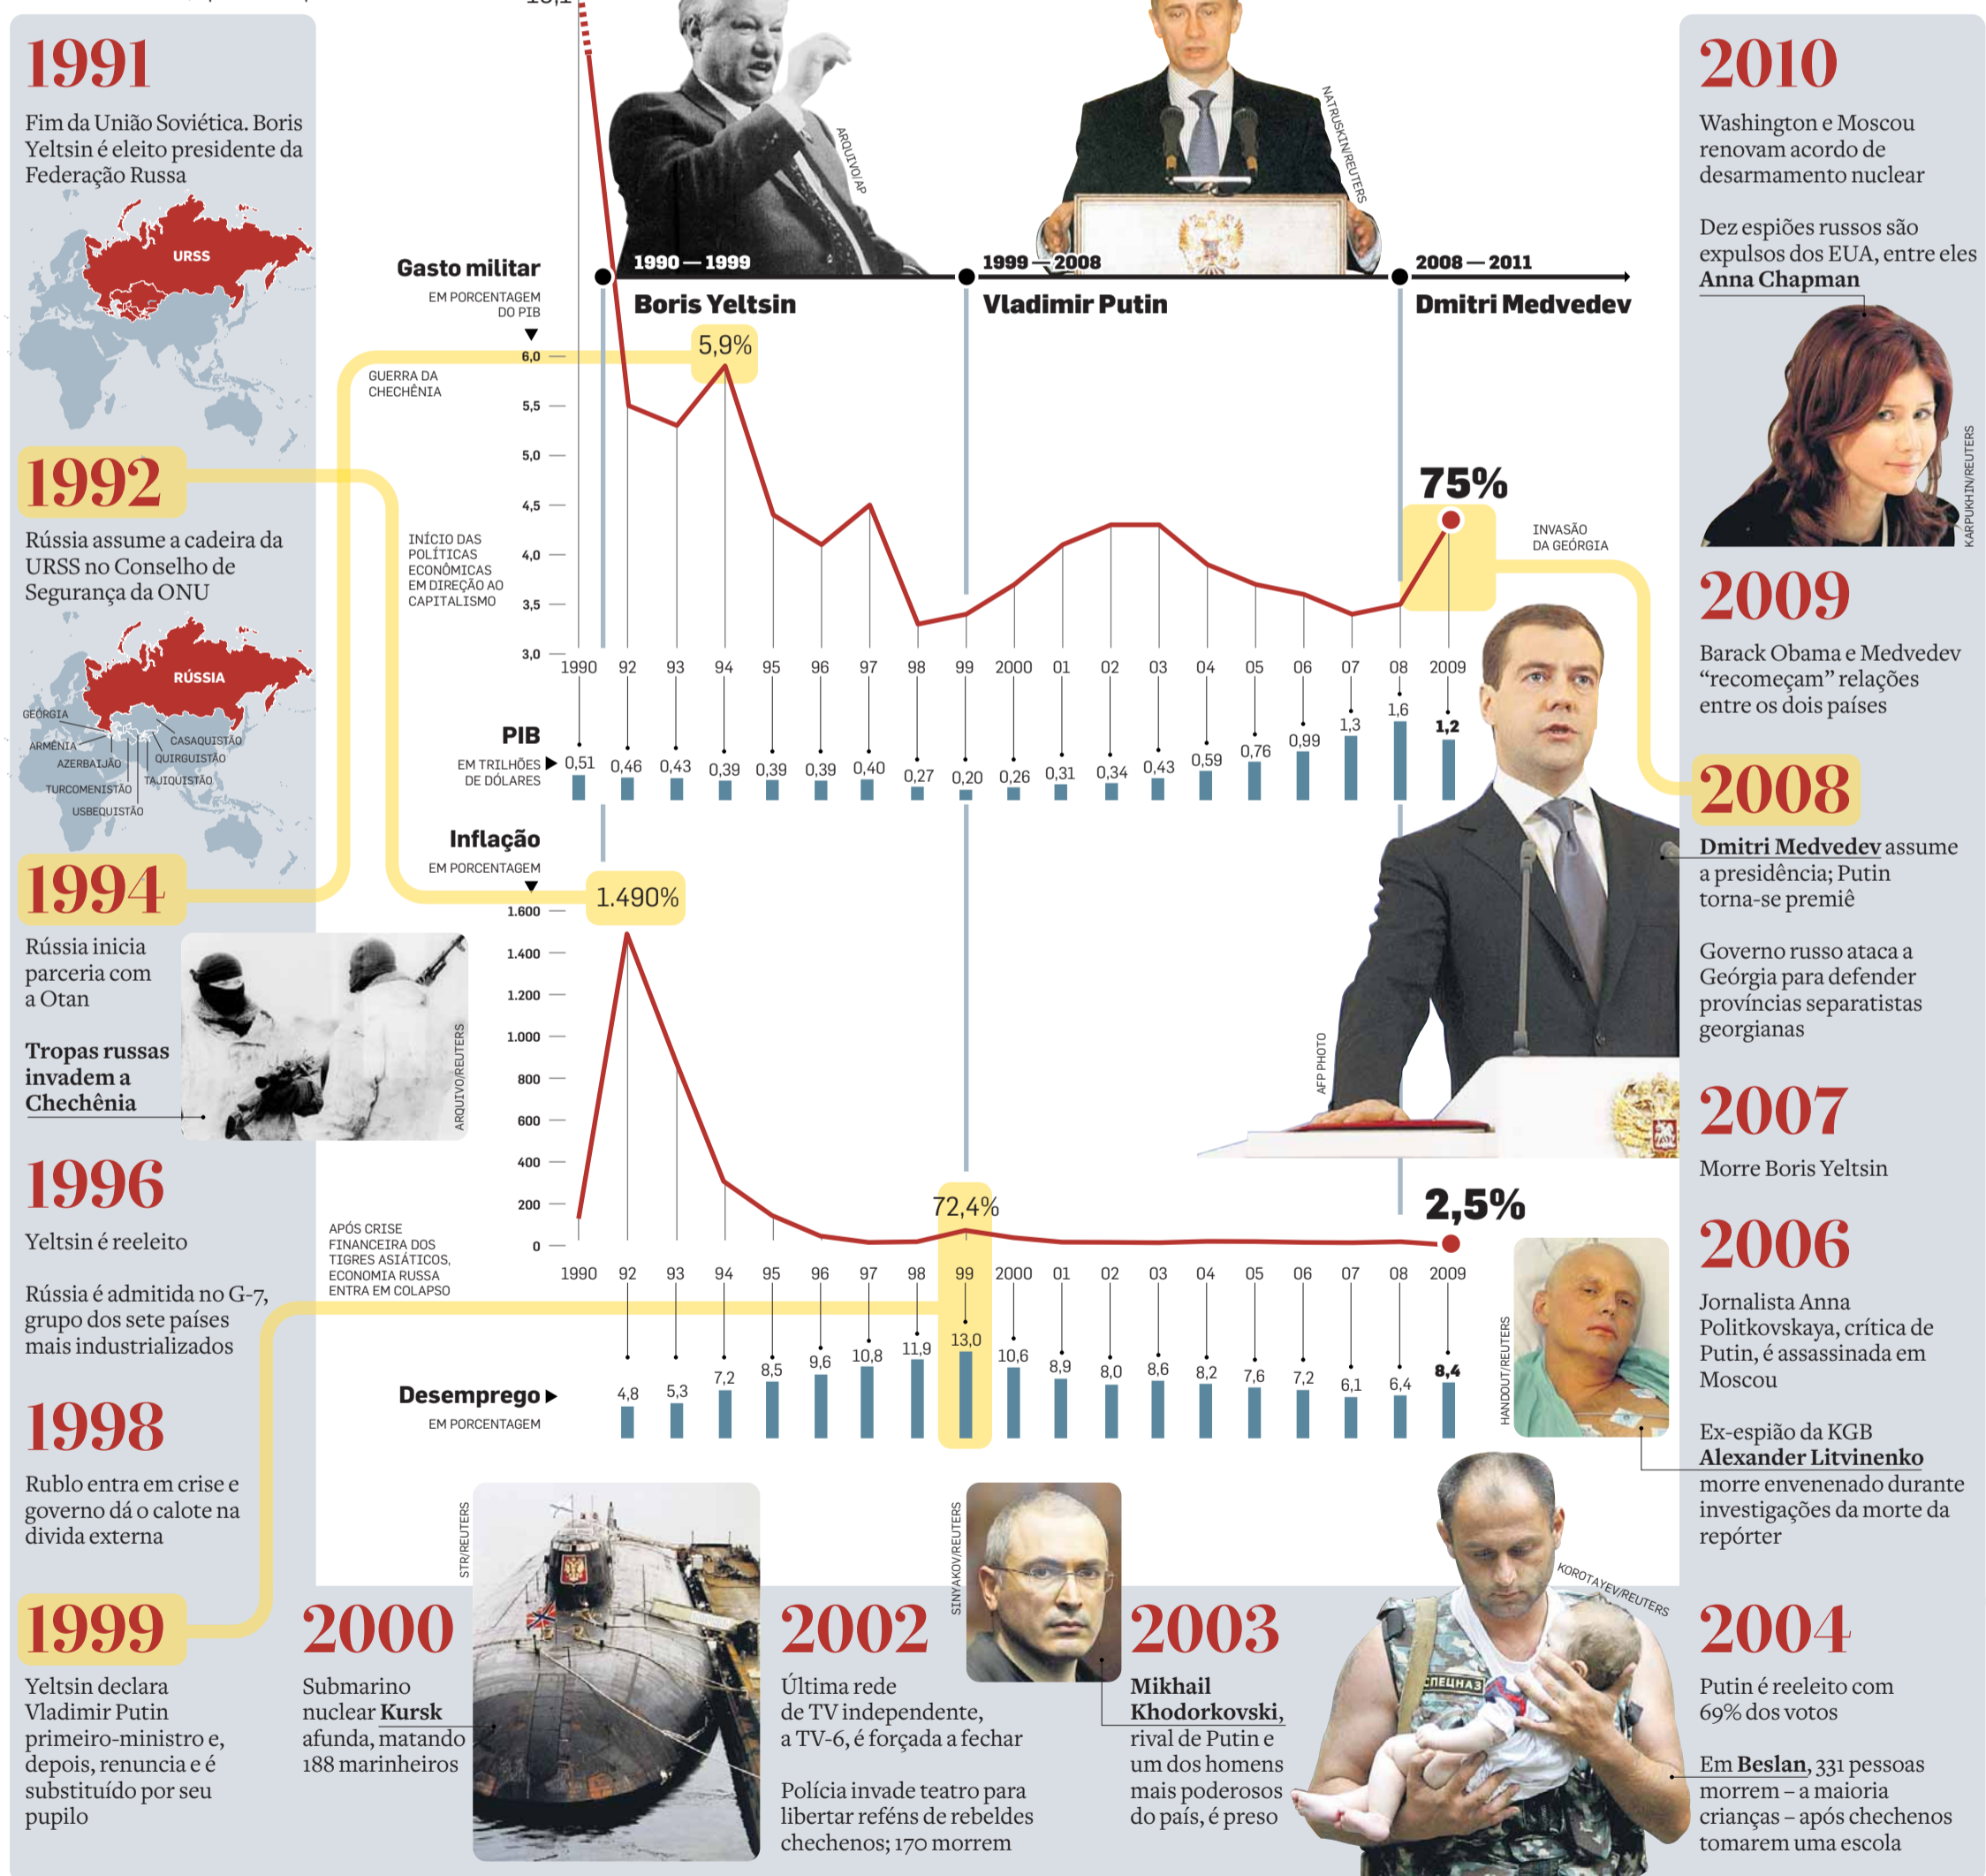 1991
Fim da União Soviética. Boris
Yeltsin é eleito presidente da
Federação Russa
URSS
1992
Rússia assume a cadeira da
URSS no Conselho de
Segurança da ONU
RÚSSIA
GEÓRGIA
ARMÊNIA
AZERBAIJÃO
TURCOMENISTÃO
USBEQUISTÃO
CASAQUISTÃO
QUIRGUISTÃO
TAJIQUISTÃO
1994
Rússia inicia
parceria com
a Otan
Tropas russas
invadem a
Chechênia
ARQUIVO/REUTERS
1996
Yeltsin é reeleito
Rússia é admitida no G-7,
grupo dos sete países
mais industrializados
1998
Rublo entra em crise e
governo dá o calote na
divida externa
1999
Yeltsin declara
Vladimir Putin
primeiro-ministro e,
depois, renuncia e é
substituído por seu
pupilo
ARQUIVO/AP
NATRUSKIN/REUTERS
1990 — 1999
Boris Yeltsin
1999 — 2008
Vladimir Putin
2008 — 2011
Dmitri Medvedev
Gasto militar
EM PORCENTAGEM
DO PIB
GUERRA DA
CHECHÊNIA
INÍCIO DAS
POLÍTICAS
ECONÔMICAS
EM DIREÇÃO AO
CAPITALISMO
6,0
5,5
5,0
4,5
4,0
3,5
3,0
5,9%
75%
INVASÃO
DA GEÓRGIA
1990 92 93 94 95 96 97 98 99 2000 01 02 03 04 05 06 07 08 2009
PIB
EM TRILHÕES
DE DÓLARES
0,51 0,46 0,43 0,39 0,39 0,39 0,40 0,27 0,20 0,26 0,31 0,34 0,43 0,59 0,76 0,99 1,3 1,6 1,2
Inflação
EM PORCENTAGEM
1.600
1.400
1.200
1.000
800
600
400
200
0
1.490%
72,4%
2,5%
APÓS CRISE
FINANCEIRA DOS
TIGRES ASIÁTICOS,
ECONOMIA RUSSA
ENTRA EM COLAPSO
1990 92 93 94 95 96 97 98 99 2000 01 02 03 04 05 06 07 08 2009
Desemprego
EM PORCENTAGEM
4,8 5,3 7,2 8,5 9,6 10,8 11,9 13,0 10,6 8,9 8,0 8,6 8,2 7,6 7,2 6,1 6,4 8,4
AFP PHOTO
HANDOUT/REUTERS
2000
Submarino
nuclear Kursk
afunda, matando
188 marinheiros
STR/REUTERS
2002
Última rede
de TV independente,
a TV-6, é forçada a fechar
Polícia invade teatro para
libertar reféns de rebeldes
chechenos; 170 morrem
SINYAKOV/REUTERS
2003
Mikhail
Khodorkovski,
rival de Putin e
um dos homens
mais poderosos
do país, é preso
СПЕЦНАЗ
KOROTAYEV/REUTERS
2004
Putin é reeleito com
69% dos votos
Em Beslan, 331 pessoas
morrem – a maioria
crianças – após chechenos
tomarem uma escola
2006
Jornalista Anna
Politkovskaya, crítica de
Putin, é assassinada em
Moscou
Ex-espião da KGB
Alexander Litvinenko
morre envenenado durante
investigações da morte da
repórter
2007
Morre Boris Yeltsin
2008
Dmitri Medvedev assume
a presidência; Putin
torna-se premiê
Governo russo ataca a
Geórgia para defender
províncias separatistas
georgianas
2009
Barack Obama e Medvedev
“recomeçam” relações
entre os dois países
2010
Washington e Moscou
renovam acordo de
desarmamento nuclear
Dez espiões russos são
expulsos dos EUA, entre eles
Anna Chapman
KARPUKHIN/REUTERS